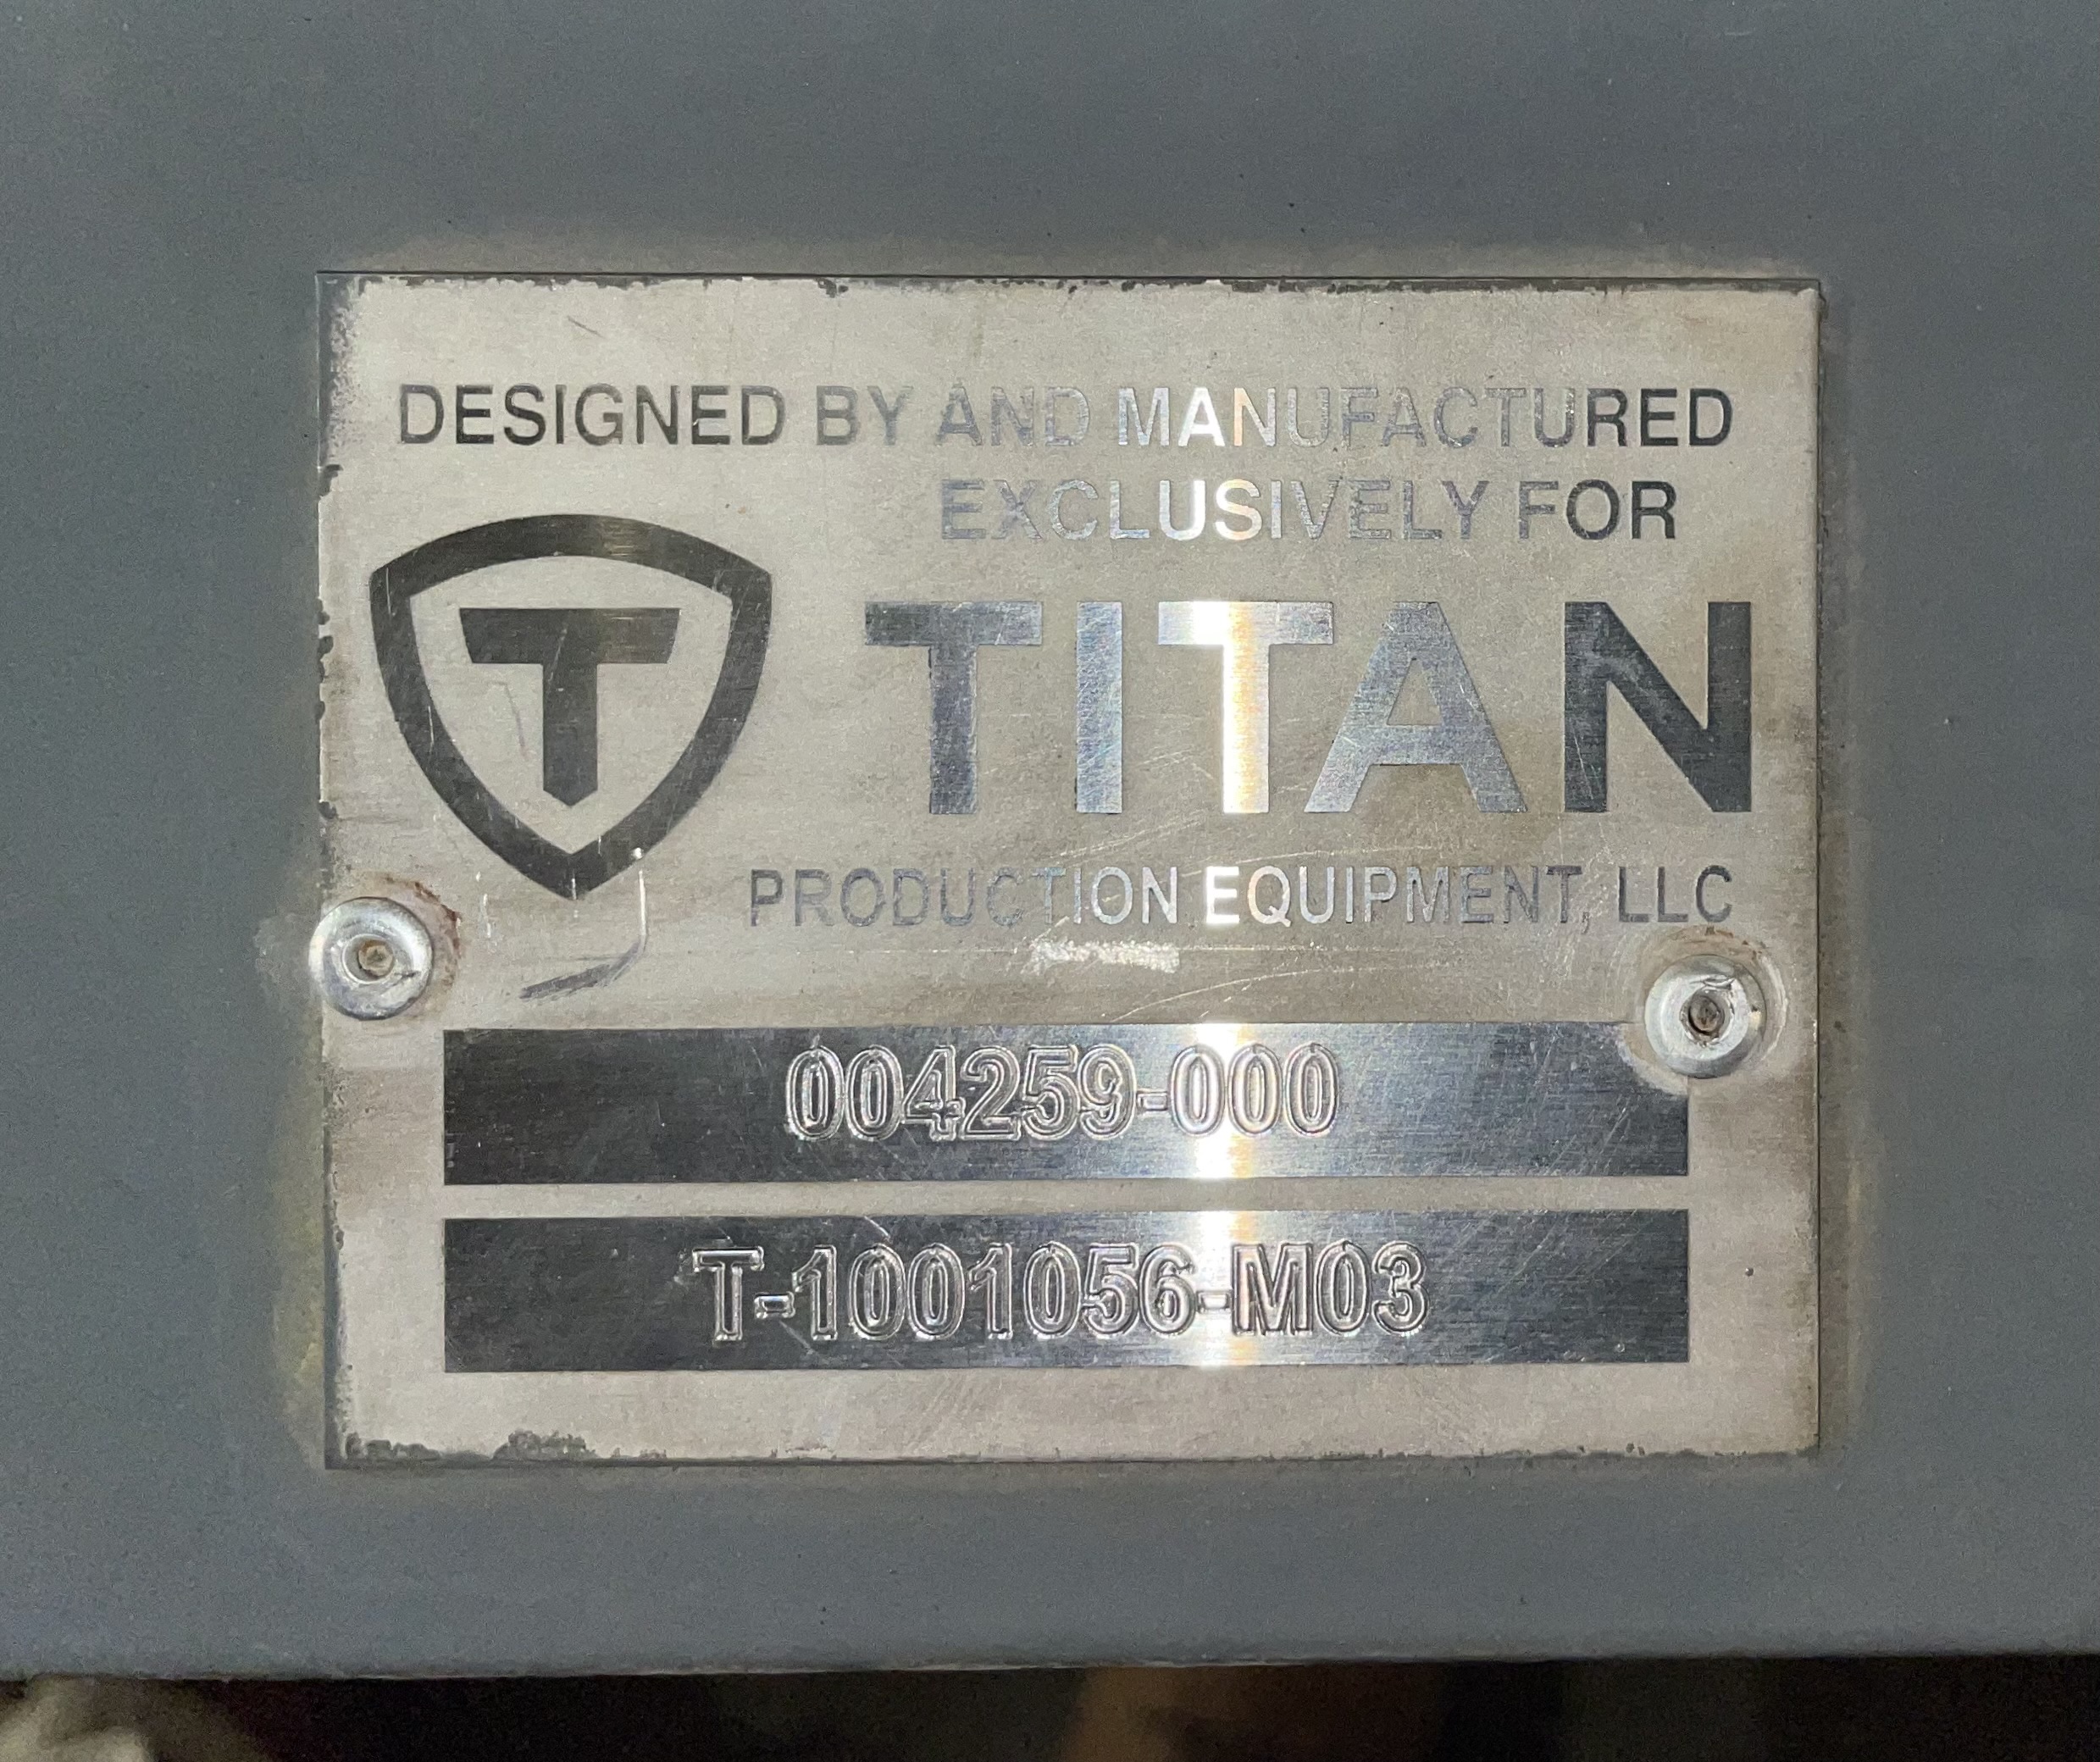 DESIGNED BY AND MANUFACTURED
EXCLUSIVELY FOR
T
TITAN
PRODUCTION EQUIPMENT, LLC
004259-000
T-1001056-M03